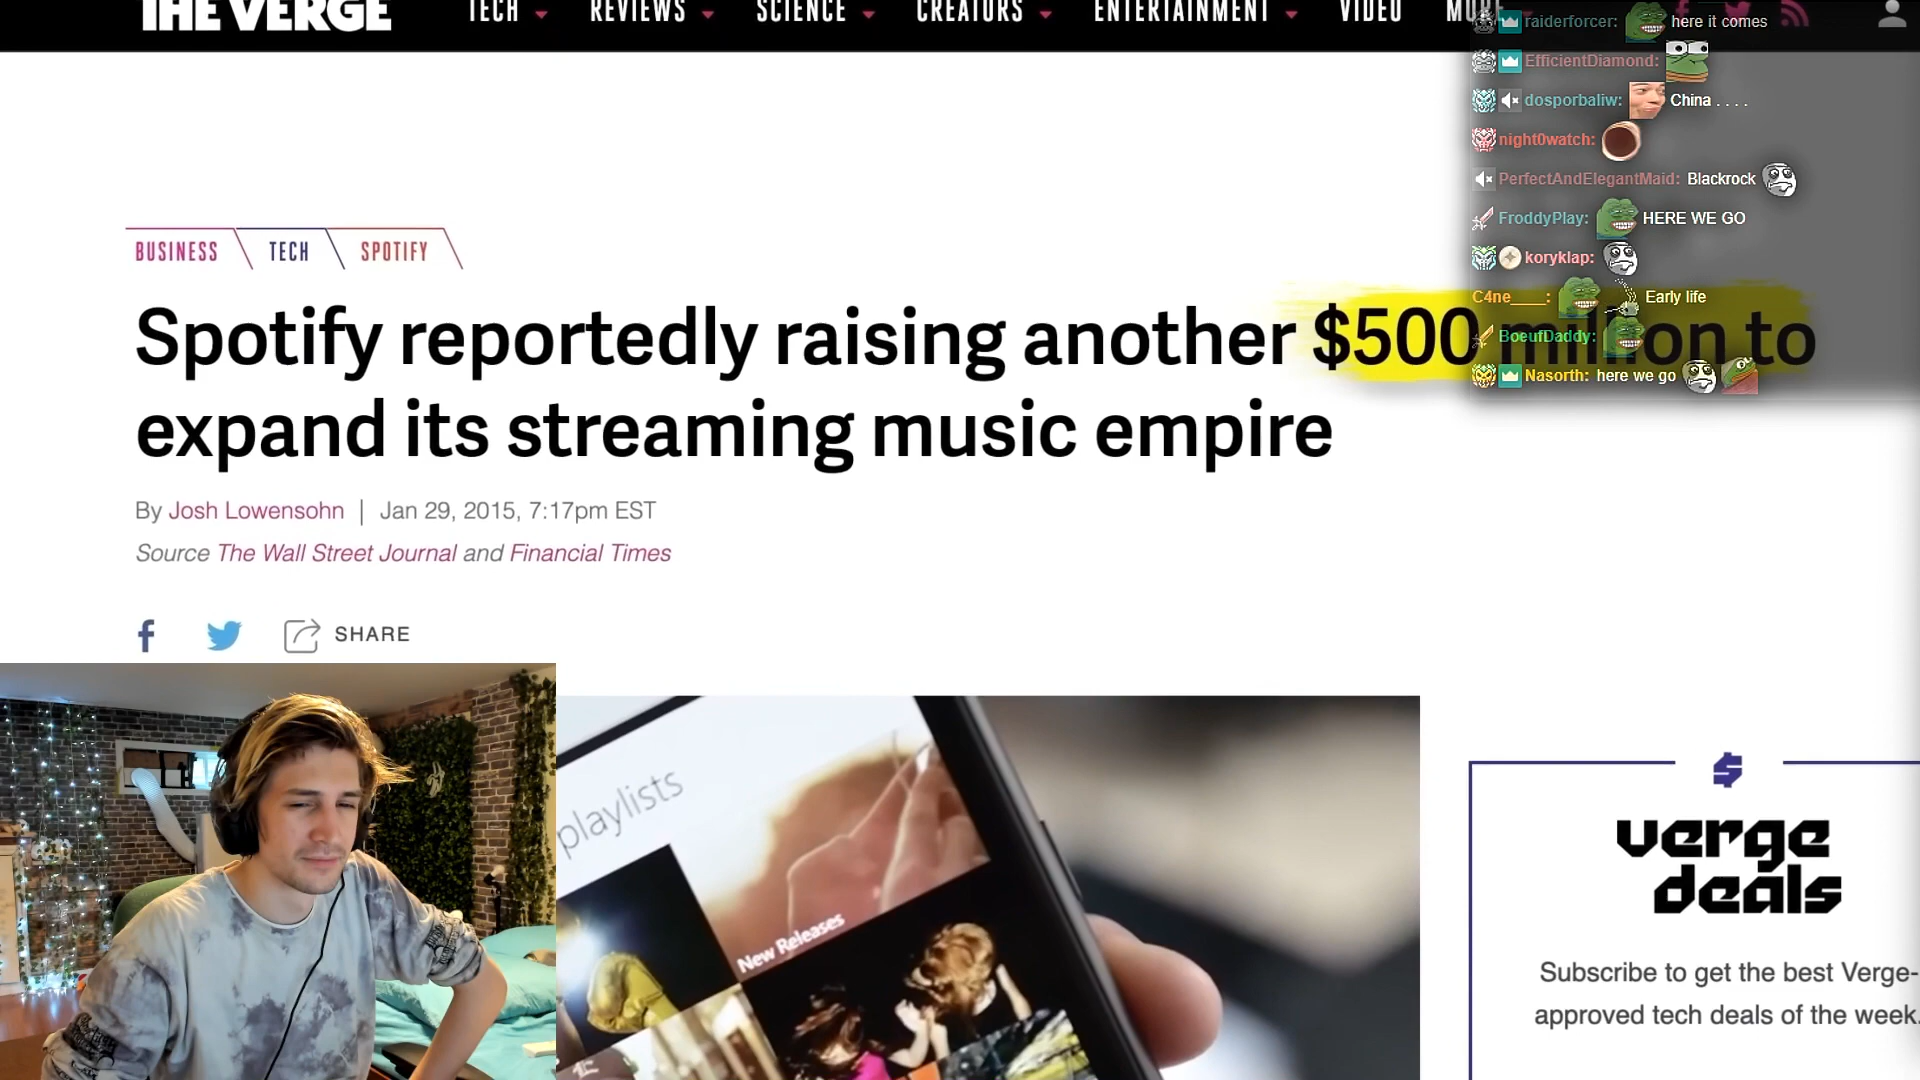 THE VERGE
TECH REVIEWS SCIENCE CREATORS ENTERTAINMENT VIDEO MORE
raiderforcer: here it comes
EfficientDiamond:
dosporbaliw: China . . . .
night0watch:
PerfectAndElegantMaid: Blackrock
FroddyPlay: HERE WE GO
koryklap:
C4ne____: Early life
BoeufDaddy:
Nasorth: here we go
BUSINESS TECH SPOTIFY
Spotify reportedly raising another $500 million to
expand its streaming music empire
By Josh Lowensohn | Jan 29, 2015, 7:17pm EST
Source The Wall Street Journal and Financial Times
SHARE
playlists
New Releases
verge
deals
Subscribe to get the best Verge-
approved tech deals of the week.